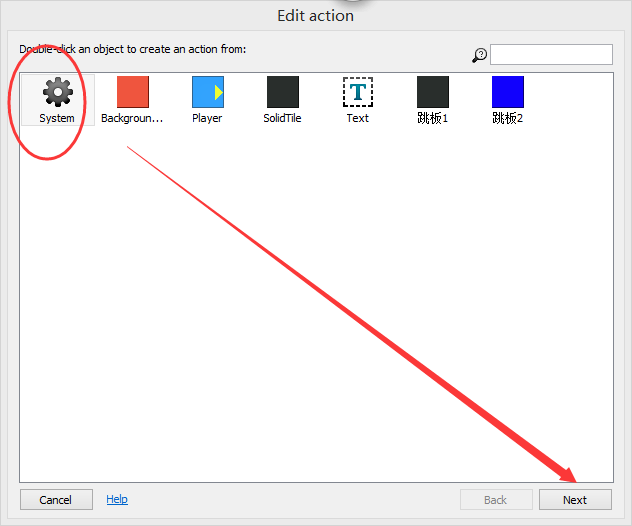 Edit action
Double-click an object to create an action from:
System
Backgroun...
Player
SolidTile
T
Text
跳板1
跳板2
Cancel
Help
Back
Next